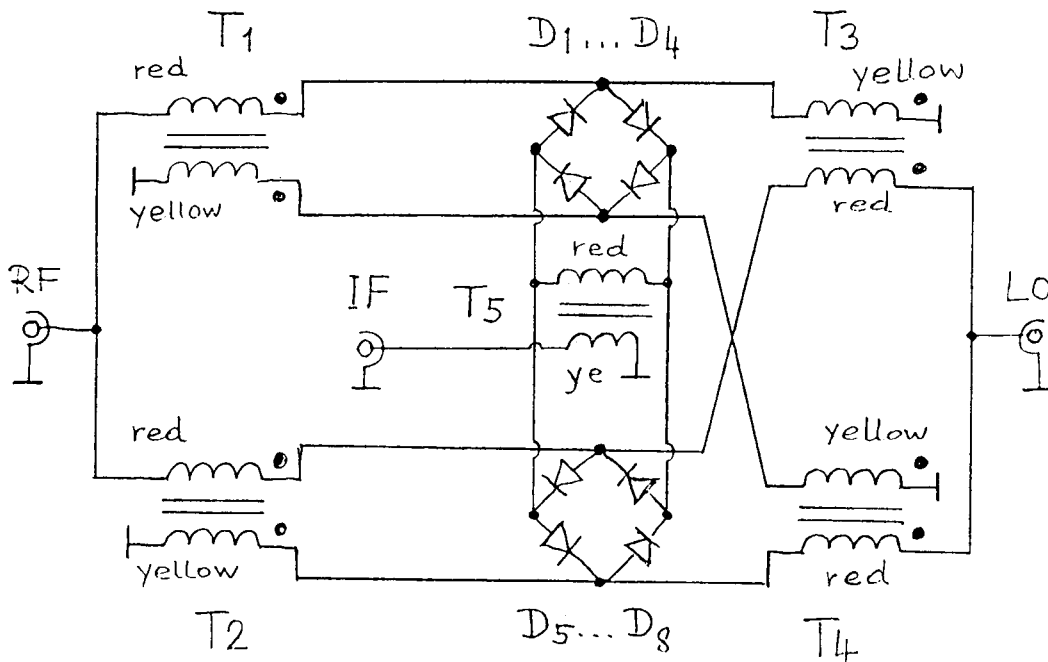 T1
D1...D4
T3
red
yellow
yellow
red
red
RF
IF
T5
LO
ye
red
yellow
yellow
red
T2
D5...D8
T4